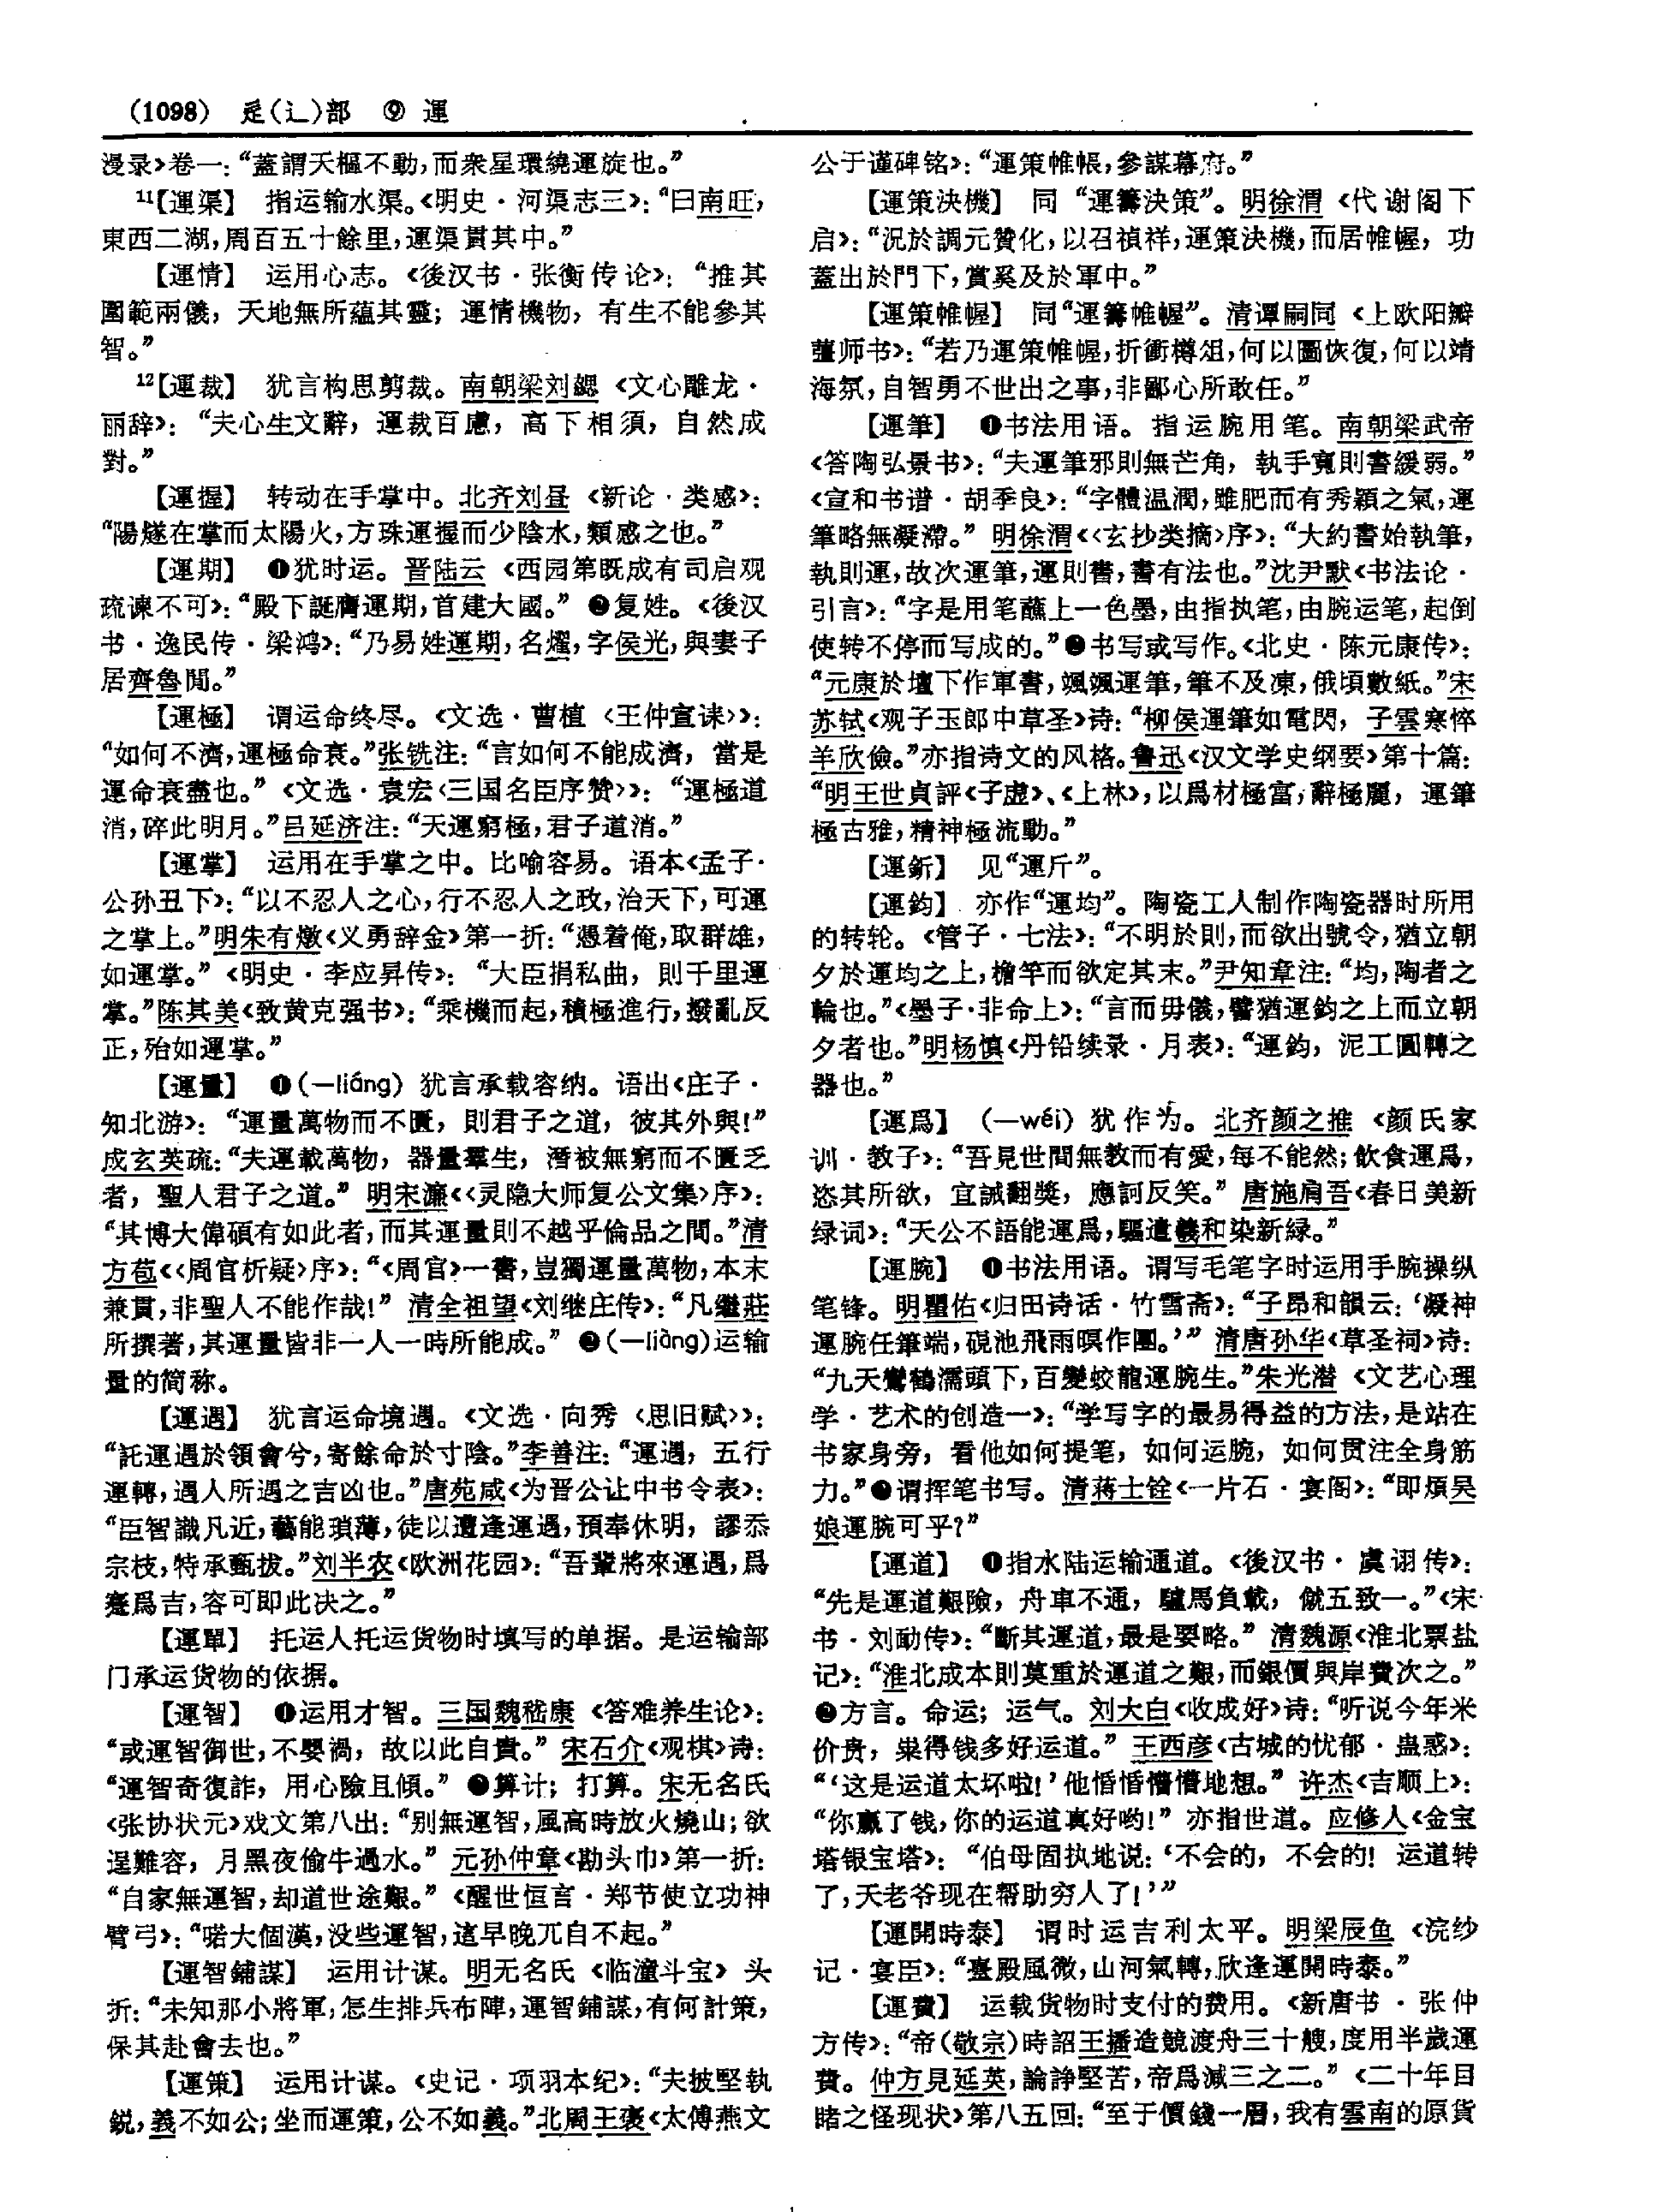 (1098) 辵(辶)部 ⑨ 運
漫录》卷一:“蓋謂天樞不動,而衆星環繞運旋也。”
11【運渠】 指运输水渠。《明史·河渠志三》:“曰南旺,
東西二湖,周百五十餘里,運渠貫其中。”
【運情】 运用心志。《後汉书·张衡传论》:“推其
圍範兩儀,天地無所藴其靈;運情機物,有生不能參其
智。”
12【運裁】 犹言构思剪裁。南朝梁刘勰《文心雕龙·
丽辞》:“夫心生文辭,運裁百慮,高下相須,自然成
對。”
【運握】 转动在手掌中。北齐刘昼《新论·类感》:
“陽燧在掌而太陽火,方珠運握而少陰水,類感之也。”
【運期】 ❶犹时运。晋陆云《西园第既成有司启观
疏谏不可》:“殿下誕膺運期,首建大國。”❷复姓。《後汉
书·逸民传·梁鸿》:“乃易姓運期,名燿,字侯光,與妻子
居齊魯閒。”
【運極】 谓运命终尽。《文选·曹植〈王仲宣诔〉》:
“如何不濟,運極命衰。”张铣注:“言如何不能成濟,當是
運命衰盡也。”《文选·袁宏〈三国名臣序赞〉》:“運極道
消,碎此明月。”吕延济注:“天運窮極,君子道消。”
【運掌】 运用在手掌之中。比喻容易。语本《孟子·
公孙丑下》:“以不忍人之心,行不忍人之政,治天下,可運
之掌上。”明朱有燉《义勇辞金》第一折:“憑着俺,取群雄,
如運掌。”《明史·李应昇传》:“大臣捐私曲,則千里運
掌。”陈其美《致黄克强书》:“乘機而起,積極進行,撥亂反
正,殆如運掌。”
【運量】 ❶(—liáng)犹言承载容纳。语出《庄子·
知北游》:“運量萬物而不匱,則君子之道,彼其外與!”
成玄英疏:“夫運載萬物,器量羣生,潛被無窮而不匱乏
者,聖人君子之道。”明宋濂《〈灵隐大师复公文集〉序》:
“其博大偉碩有如此者,而其運量則不越乎倫品之間。”清
方苞《〈周官析疑〉序》:“《周官》一書,豈獨運量萬物,本末
兼貫,非聖人不能作哉!”清全祖望《刘继庄传》:“凡繼莊
所撰著,其運量皆非一人一時所能成。”❷(—liàng)运输
量的简称。
【運遇】 犹言运命境遇。《文选·向秀〈思旧赋〉》:
“託運遇於領會兮,寄餘命於寸陰。”李善注:“運遇,五行
運轉,遇人所遇之吉凶也。”唐苑咸《为晋公让中书令表》:
“臣智識凡近,藝能瑣薄,徒以遭逢運遇,預奉休明,謬忝
宗枝,特承甄拔。”刘半农《欧洲花园》:“吾輩將來運遇,爲
蹇爲吉,容可即此决之。”
【運單】 托运人托运货物时填写的单据。是运输部
门承运货物的依据。
【運智】 ❶运用才智。三国魏嵇康《答难养生论》:
“或運智御世,不嬰禍,故以此自貴。”宋石介《观棋》诗:
“運智奇復詐,用心險且傾。”❷算计;打算。宋无名氏
《张协状元》戏文第八出:“别無運智,風高時放火燒山;欲
逞難容,月黑夜偷牛過水。”元孙仲章《勘头巾》第一折:
“自家無運智,却道世途艱。”《醒世恒言·郑节使立功神
臂弓》:“喏大個漢,没些運智,這早晚兀自不起。”
【運智鋪謀】 运用计谋。明无名氏《临潼斗宝》头
折:“未知那小將軍,怎生排兵布陣,運智鋪謀,有何計策,
保其赴會去也。”
【運策】 运用计谋。《史记·项羽本纪》:“夫披堅執
鋭,義不如公;坐而運策,公不如義。”北周王褒《太傅燕文
公于谨碑铭》:“運策帷帳,參謀幕府。”
【運策決機】 同“運籌決策”。明徐渭《代谢阁下
启》:“況於調元贊化,以召禎祥,運策決機,而居帷幄,功
蓋出於門下,賞奚及於軍中。”
【運策帷幄】 同“運籌帷幄”。清谭嗣同《上欧阳瓣
䕬师书》:“若乃運策帷幄,折衝樽俎,何以圖恢復,何以靖
海氛,自智勇不世出之事,非鄙心所敢任。”
【運筆】 ❶书法用语。指运腕用笔。南朝梁武帝
《答陶弘景书》:“夫運筆邪則無芒角,執手寬則書緩弱。”
《宣和书谱·胡季良》:“字體温潤,雖肥而有秀穎之氣,運
筆略無凝滯。”明徐渭《〈玄抄类摘〉序》:“大約書始執筆,
執則運,故次運筆,運則書,書有法也。”沈尹默《书法论·
引言》:“字是用笔蘸上一色墨,由指执笔,由腕运笔,起倒
使转不停而写成的。”❷书写或写作。《北史·陈元康传》:
“元康於壇下作軍書,颯颯運筆,筆不及凍,俄頃數紙。”宋
苏轼《观子玉郎中草圣》诗:“柳侯運筆如電閃,子雲寒悴
羊欣儉。”亦指诗文的风格。鲁迅《汉文学史纲要》第十篇:
“明王世貞評《子虚》、《上林》,以爲材極富,辭極麗,運筆
極古雅,精神極流動。”
【運釿】 见“運斤”。
【運鈞】 亦作“運均”。陶瓷工人制作陶瓷器时所用
的转轮。《管子·七法》:“不明於則,而欲出號令,猶立朝
夕於運均之上,檐竿而欲定其末。”尹知章注:“均,陶者之
輪也。”《墨子·非命上》:“言而毋儀,譬猶運鈞之上而立朝
夕者也。”明杨慎《丹铅续录·月表》:“運鈞,泥工圓轉之
器也。”
【運爲】 (—wéi)犹作为。北齐颜之推《颜氏家
训·教子》:“吾見世間無教而有愛,每不能然;飲食運爲,
恣其所欲,宜誡翻獎,應訶反笑。”唐施肩吾《春日美新
绿词》:“天公不語能運爲,驅遣羲和染新緑。”
【運腕】 ❶书法用语。谓写毛笔字时运用手腕操纵
笔锋。明瞿佑《归田诗话·竹雪斋》:“子昂和韻云:‘凝神
運腕任筆端,硯池飛雨暝作團。’”清唐孙华《草圣祠》诗:
“九天鸞鶴濡頭下,百變蛟龍運腕生。”朱光潜《文艺心理
学·艺术的创造一》:“学写字的最易得益的方法,是站在
书家身旁,看他如何提笔,如何运腕,如何贯注全身筋
力。”❷谓挥笔书写。清蒋士铨《一片石·宴阁》:“即煩吴
娘運腕可乎?”
【運道】 ❶指水陆运输通道。《後汉书·虞诩传》:
“先是運道艱險,舟車不通,驢馬負載,僦五致一。”《宋
书·刘勔传》:“斷其運道,最是要略。”清魏源《淮北票盐
记》:“淮北成本則莫重於運道之艱,而銀價與岸費次之。”
❷方言。命运;运气。刘大白《收成好》诗:“听说今年米
价贵,粜得钱多好运道。”王西彦《古城的忧郁·蛊惑》:
“‘这是运道太坏啦!’他惛惛懵懵地想。”许杰《吉顺上》:
“你赢了钱,你的运道真好哟!”亦指世道。应修人《金宝
塔银宝塔》:“伯母固执地说:‘不会的,不会的!运道转
了,天老爷现在帮助穷人了!’”
【運開時泰】 谓时运吉利太平。明梁辰鱼《浣纱
记·宴臣》:“臺殿風微,山河氣轉,欣逢運開時泰。”
【運費】 运载货物时支付的费用。《新唐书·张仲
方传》:“帝(敬宗)時詔王播造競渡舟三十艘,度用半歲運
費。仲方見延英,論諍堅苦,帝爲減三之二。”《二十年目
睹之怪现状》第八五回:“至于價錢一層,我有雲南的原貨